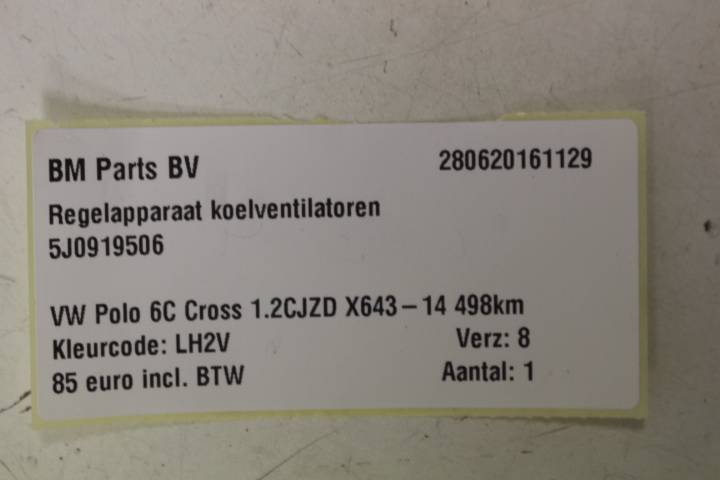 BM Parts BV 280620161129
Regelapparaat koelventilatoren
5J0919506
VW Polo 6C Cross 1.2CJZD X643-14 498km
Kleurcode: LH2V Verz: 8
85 euro incl. BTW Aantal: 1